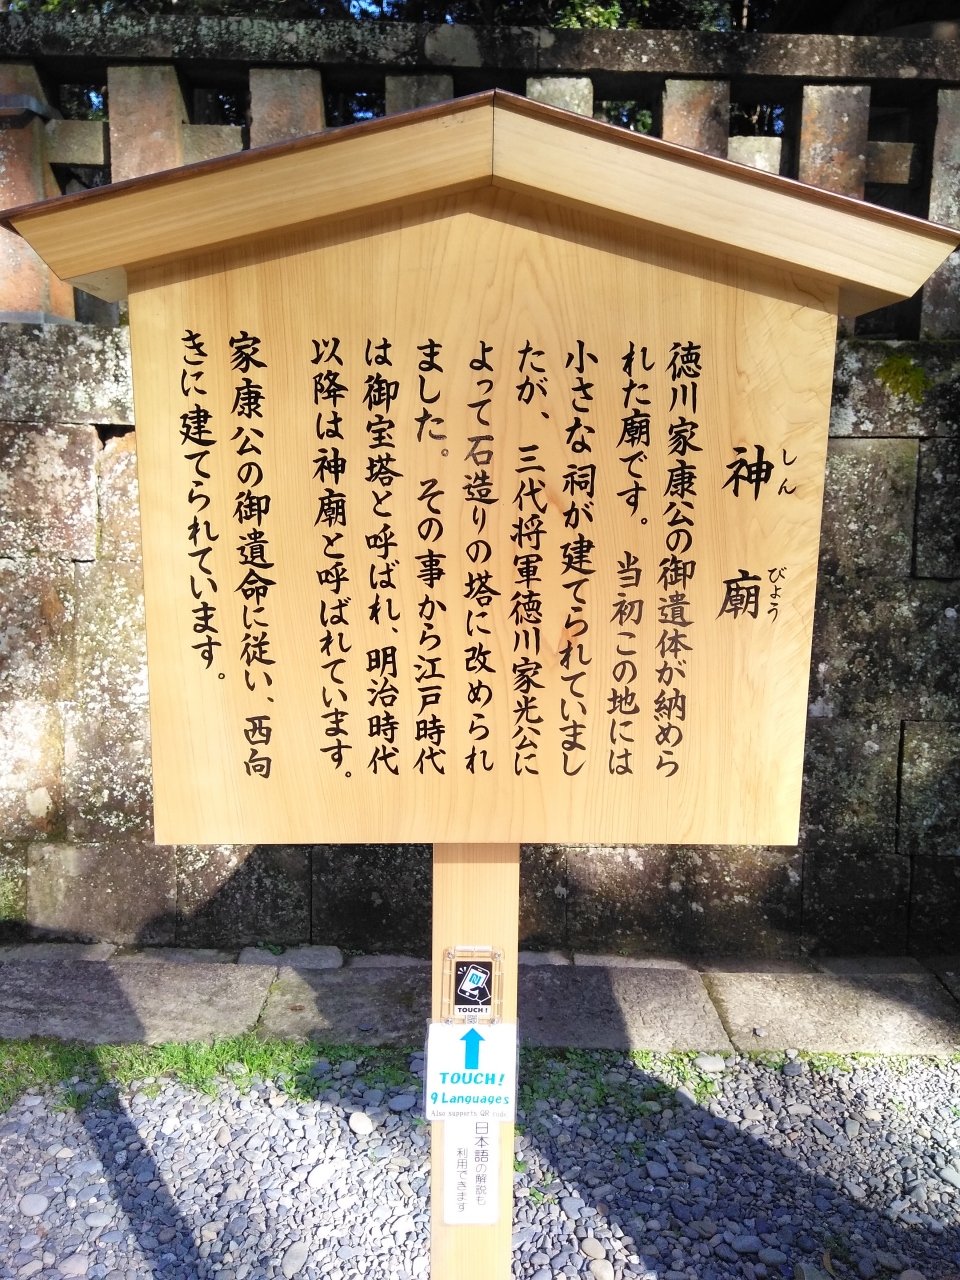 神廟
しんびょう
徳川家康公の御遺体が納めら
れた廟です。当初この地には
小さな祠が建てられていまし
たが、三代将軍徳川家光公に
よって石造りの塔に改められ
ました。その事から江戸時代
は御宝塔と呼ばれ、明治時代
以降は神廟と呼ばれています。
家康公の御遺命に従い、西向
きに建てられています。
TOUCH!
TOUCH!
9 Languages
Also supports QR code
日本語の解説も
利用できます